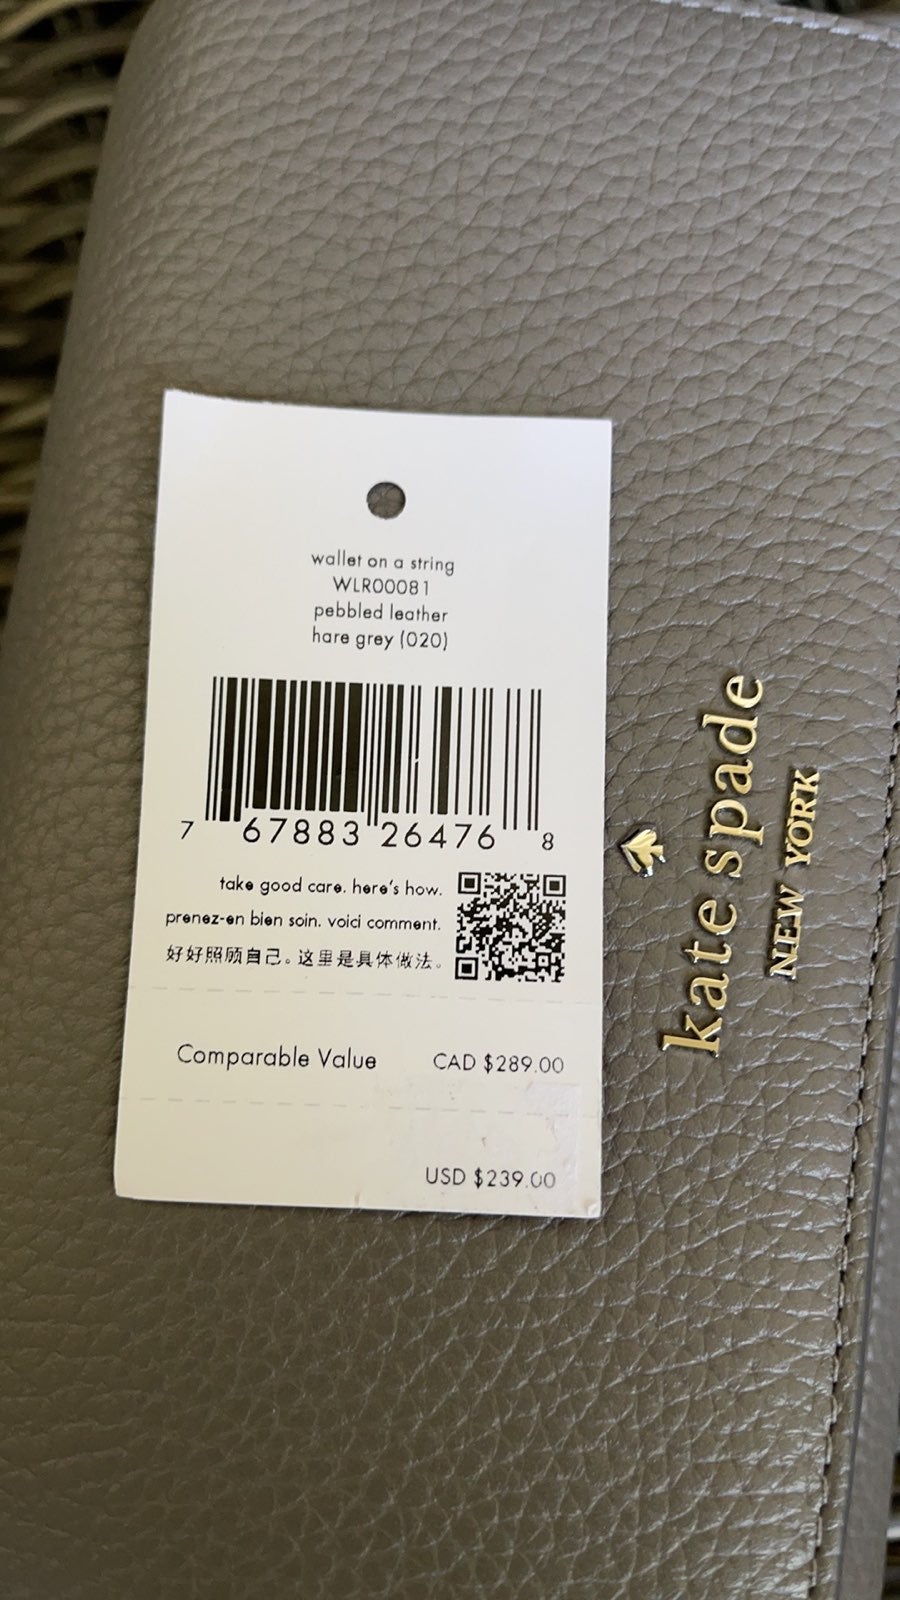 wallet on a string
WLR00081
pebbled leather
hare grey (020)
7 67883 26476 8
take good care. here's how.
prenez-en bien soin. voici comment.
好好照顾自己。这里是具体做法。
Comparable Value CAD $289.00
USD $239.00
kate spade
NEW YORK